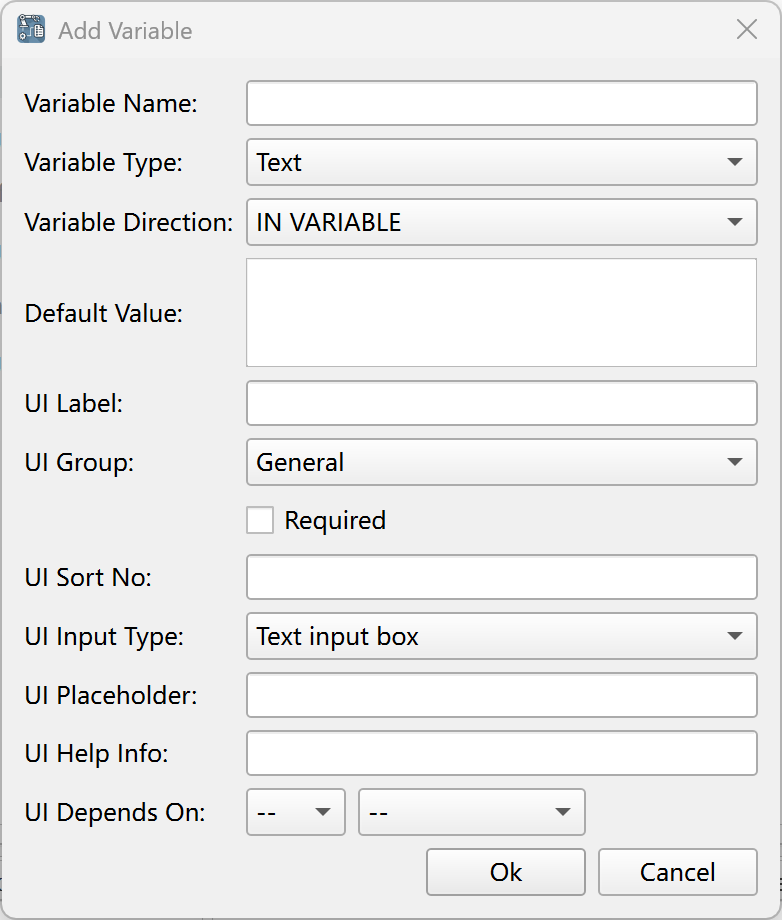 Add Variable
Variable Name:
Variable Type: Text
Variable Direction: IN VARIABLE
Default Value:
UI Label:
UI Group: General
Required
UI Sort No:
UI Input Type: Text input box
UI Placeholder:
UI Help Info:
UI Depends On: -- --
Ok Cancel